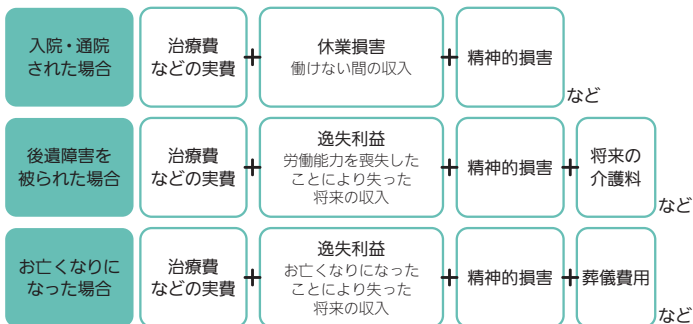 入院・通院
された場合
治療費
などの実費
+
休業損害
働けない間の収入
+
精神的損害
など
後遺障害を
被られた場合
治療費
などの実費
+
逸失利益
労働能力を喪失した
ことにより失った
将来の収入
+
精神的損害
+
将来の
介護料
など
お亡くなりに
なった場合
治療費
などの実費
+
逸失利益
お亡くなりになった
ことにより失った
将来の収入
+
精神的損害
+
葬儀費用
など